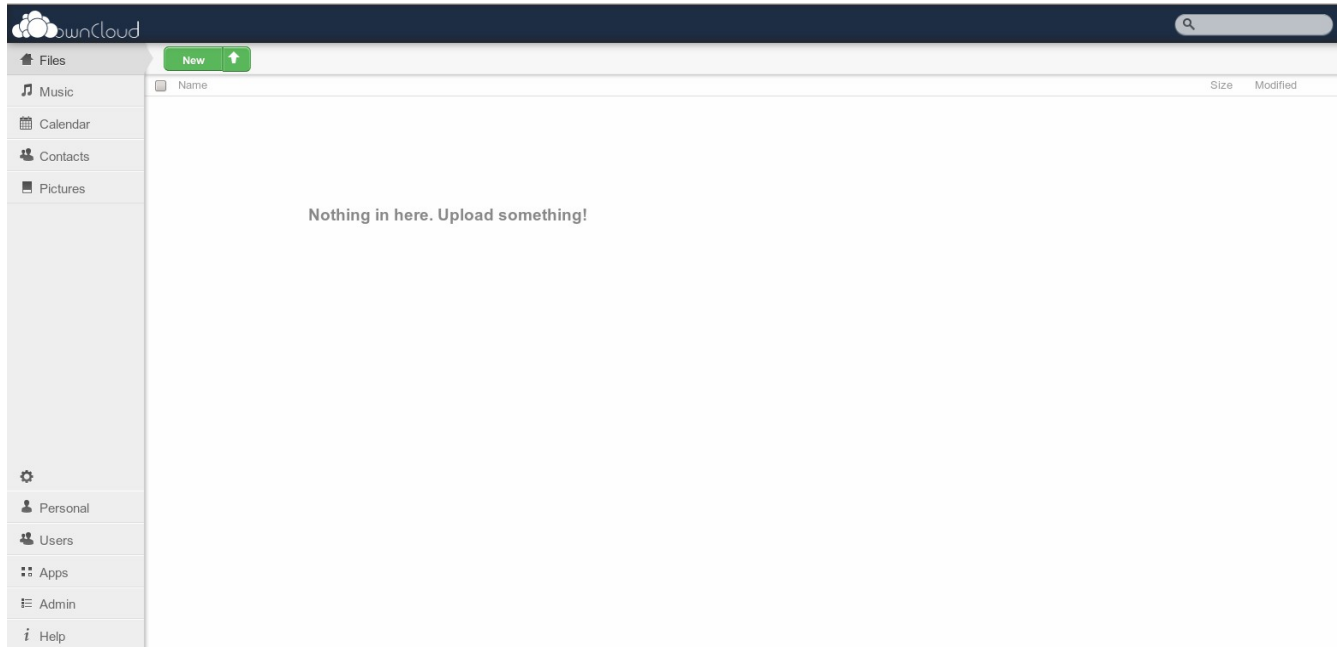 ownCloud
Files
Music
Calendar
Contacts
Pictures
New
Name Size Modified
Nothing in here. Upload something!
Personal
Users
Apps
Admin
Help